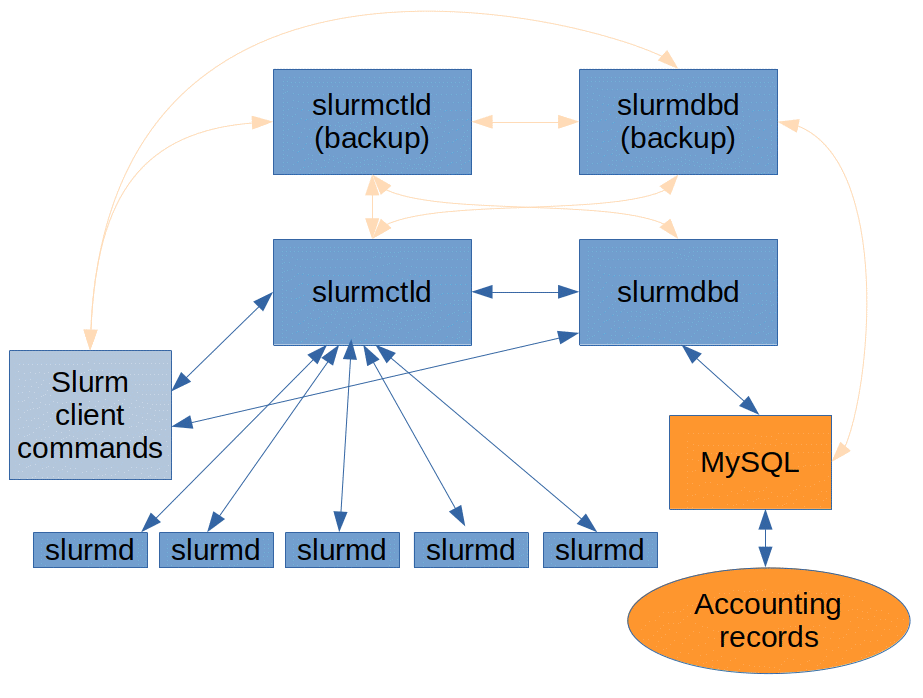 slurmctld
(backup)
slurmdbd
(backup)
slurmctld
slurmdbd
Slurm
client
commands
MySQL
slurmd
slurmd
slurmd
slurmd
slurmd
Accounting
records